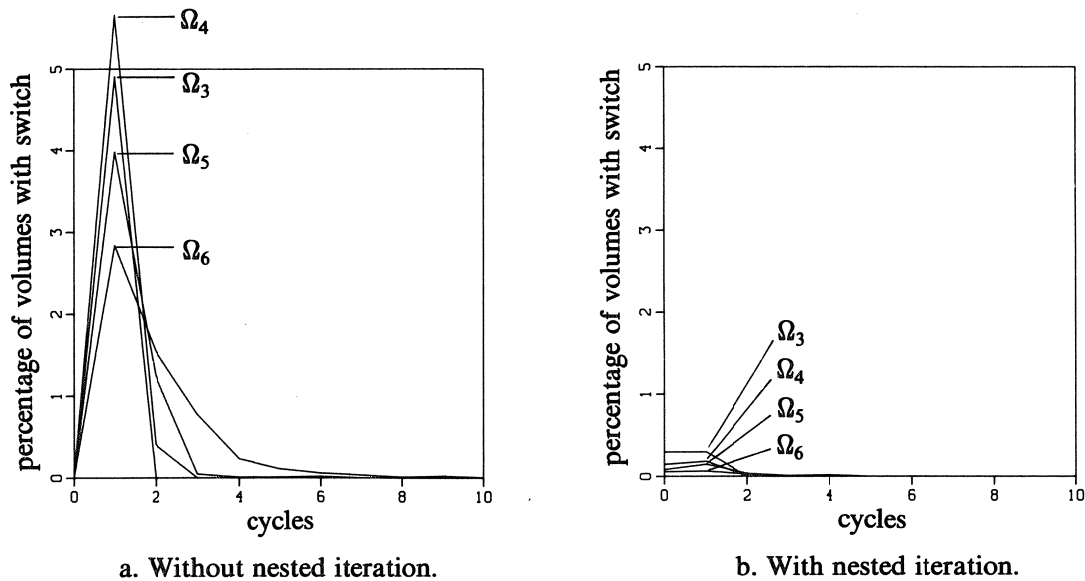 Ω4
Ω3
Ω5
Ω6
percentage of volumes with switch
5
4
3
2
1
0
0 2 4 6 8 10
cycles
a. Without nested iteration.
percentage of volumes with switch
5
4
3
2
1
0
Ω3
Ω4
Ω5
Ω6
0 2 4 6 8 10
cycles
b. With nested iteration.